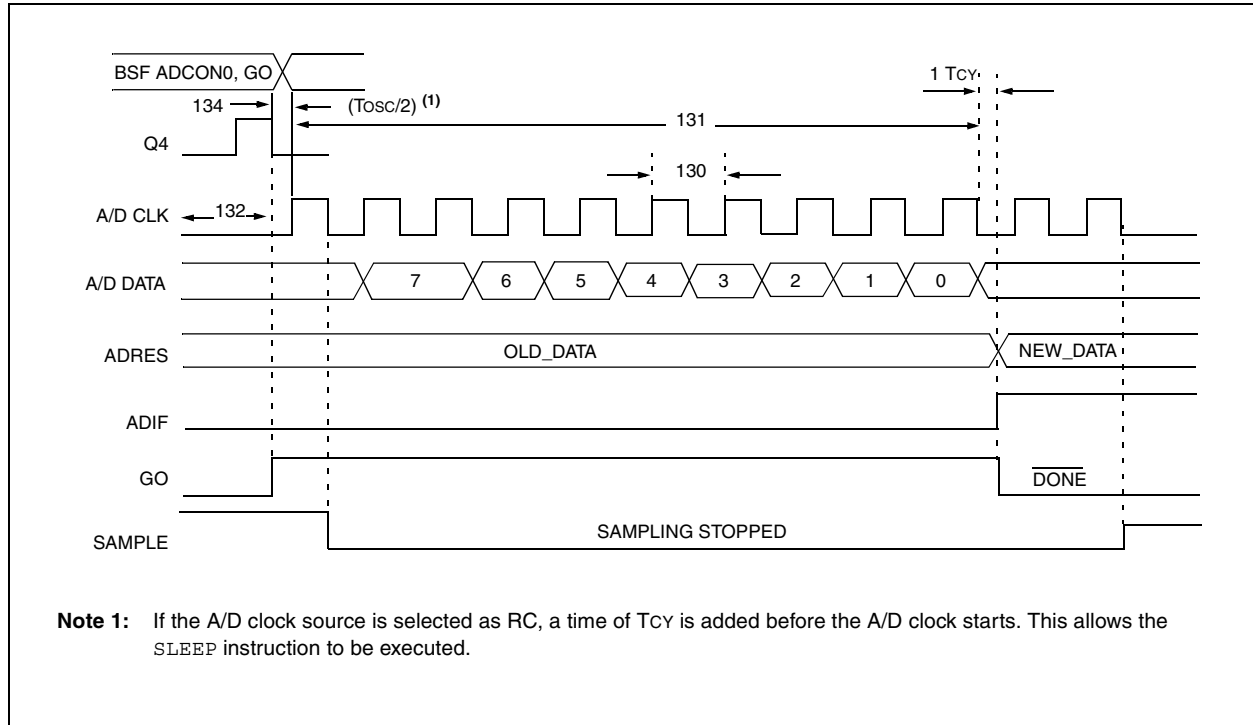 BSF ADCON0, GO
1 TCY
134
(TOSC/2) (1)
131
Q4
130
A/D CLK
132
A/D DATA
7 6 5 4 3 2 1 0
ADRES
OLD_DATA
NEW_DATA
ADIF
GO
DONE
SAMPLE
SAMPLING STOPPED
Note 1: If the A/D clock source is selected as RC, a time of TCY is added before the A/D clock starts. This allows the
SLEEP instruction to be executed.